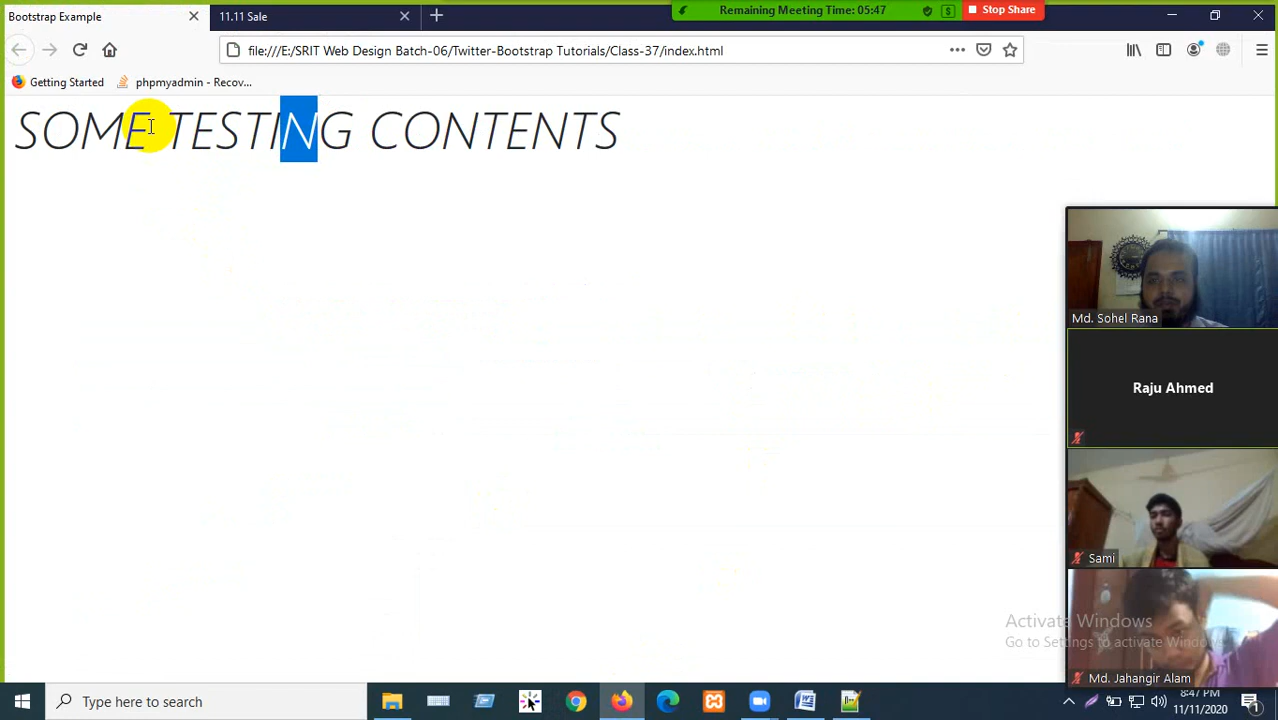 Bootstrap Example
11.11 Sale
Remaining Meeting Time: 05:47
Stop Share
file:///E:/SRIT Web Design Batch-06/Twitter-Bootstrap Tutorials/Class-37/index.html
Getting Started
phpmyadmin - Recov...
SOME TESTING CONTENTS
Md. Sohel Rana
Raju Ahmed
Sami
Activate Windows
Go to Settings to activate Windows.
Md. Jahangir Alam
Type here to search
8:47 PM
11/11/2020